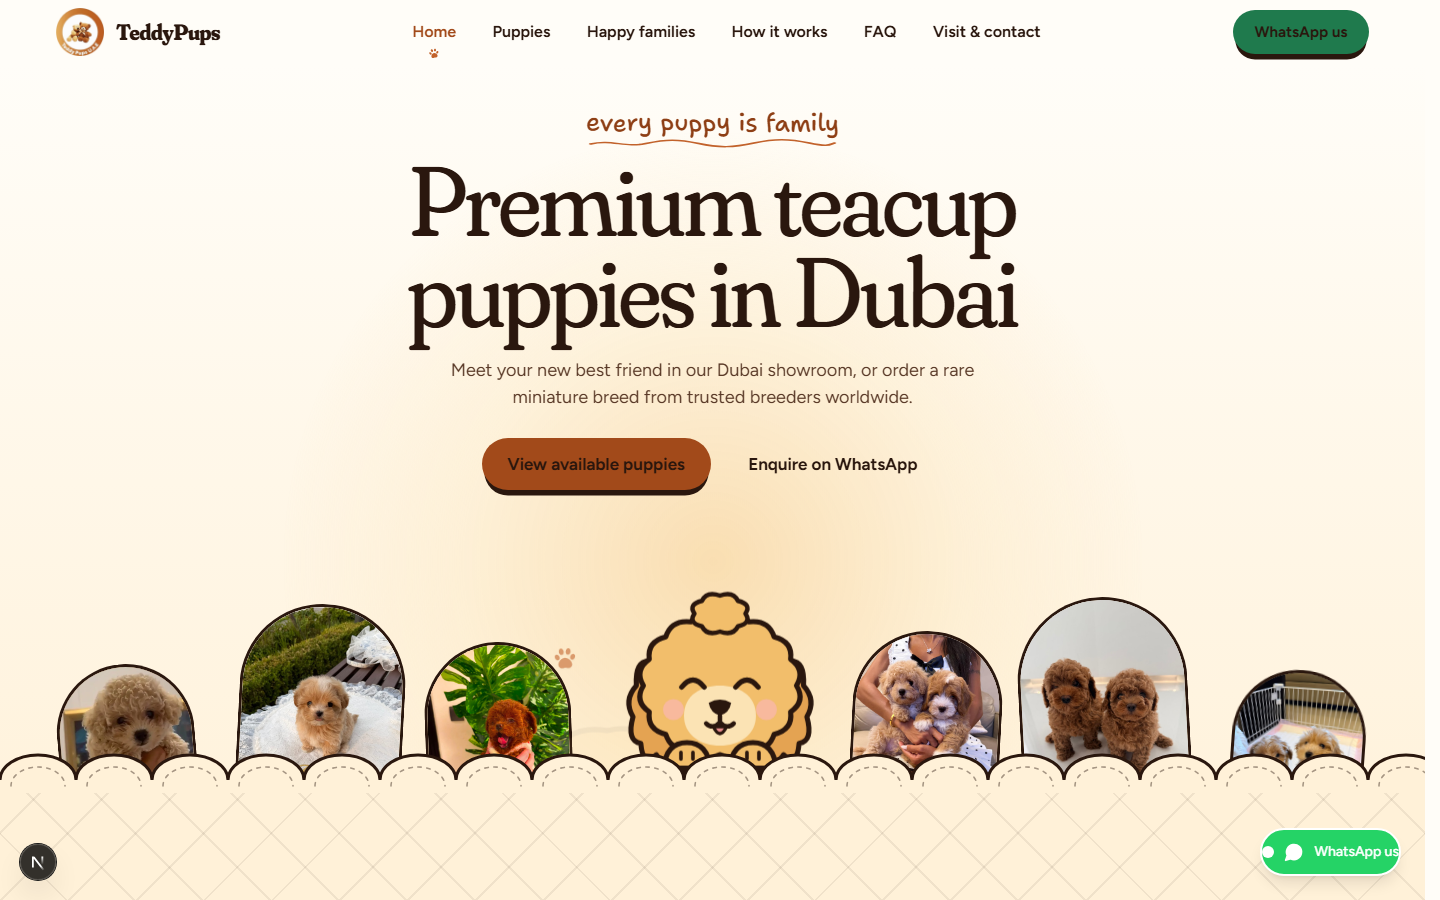 TeddyPups
Home
Puppies
Happy families
How it works
FAQ
Visit & contact
WhatsApp us
every puppy is family
Premium teacup
puppies in Dubai
Meet your new best friend in our Dubai showroom, or order a rare
miniature breed from trusted breeders worldwide.
View available puppies
Enquire on WhatsApp
N
WhatsApp us